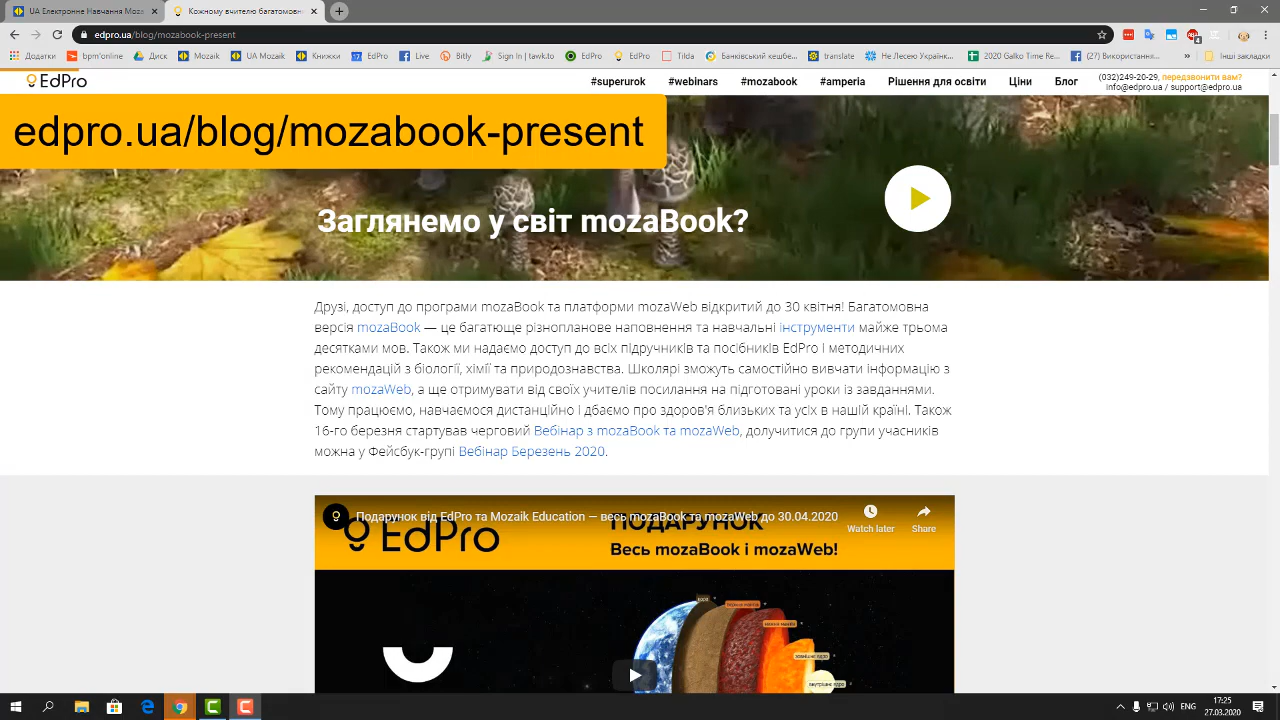 UA Електронне Навчання Моза
Кожному вчителю багатомовн
edpro.ua/blog/mozabook-present
Додатки
bpm'online
Диск
UA Mozaik
UA Mozaik
Книжки
EdPro
Live
Bitly
Sign In | tawk.to
EdPro
EdPro
Tilda
Банківський кешбе...
translate
Не Лесею Українк...
2020 Galko Time Re...
(27) Використання...
»
Інші закладки
EdPro
#superurok
#webinars
#mozabook
#amperia
Рішення для освіти
Ціни
Блог
(032)249-20-29, передзвонити вам?
info@edpro.ua / support@edpro.ua
edpro.ua/blog/mozabook-present
Заглянемо у світ mozaBook?
Друзі, доступ до програми mozaBook та платформи mozaWeb відкритий до 30 квітня! Багатомовна
версія mozaBook — це багатюще різнопланове наповнення та навчальні інструменти майже трьома
десятками мов. Також ми надаємо доступ до всіх підручників та посібників EdPro і методичних
рекомендацій з біології, хімії та природознавства. Школярі зможуть самостійно вивчати інформацію з
сайту mozaWeb, а ще отримувати від своїх учителів посилання на підготовані уроки із завданнями.
Тому працюємо, навчаємося дистанційно і дбаємо про здоров'я близьких та усіх в нашій країні. Також
16-го березня стартував черговий Вебінар з mozaBook та mozaWeb, долучитися до групи учасників
можна у Фейсбук-групі Вебінар Березень 2020.
Подарунок від EdPro та Mozaik Education — весь mozaBook та mozaWeb до 30.04.2020
Watch later
Share
EdPro
ПОДАРУНОК
Весь mozaBook і mozaWeb!
кора
зовнішнє ядро
внутрішнє ядро
ENG
17:25
27.03.2020